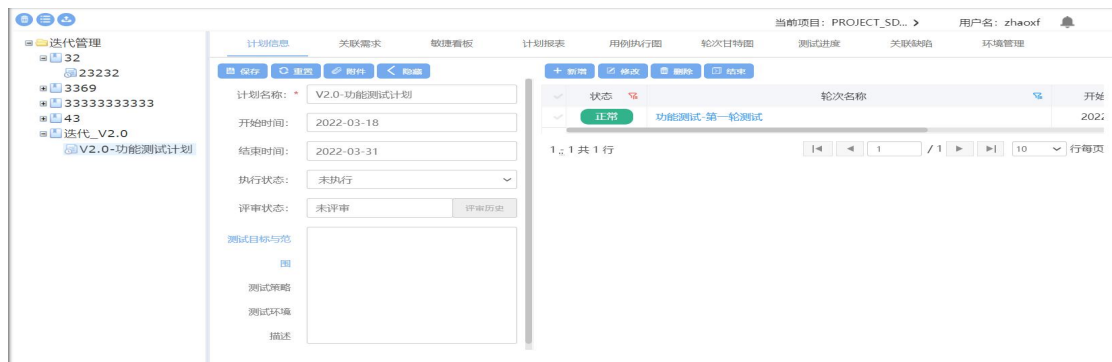 当前项目: PROJECT_SD... > 用户名: zhaoxf
迭代管理
32
23232
3369
33333333333
43
迭代_V2.0
V2.0-功能测试计划
计划信息 关联需求 敏捷看板 计划报表 用例执行图 轮次甘特图 测试进度 关联缺陷 环境管理
保存 重置 附件 隐藏
计划名称: * V2.0-功能测试计划
开始时间: 2022-03-18
结束时间: 2022-03-31
执行状态: 未执行
评审状态: 未评审 评审历史
测试目标与范
围
测试策略
测试环境
描述
+ 新增 修改 删除 结束
状态 轮次名称 开始
正常 功能测试-第一轮测试 2022
1 .: 1 共 1 行 1 / 1 10 行每页